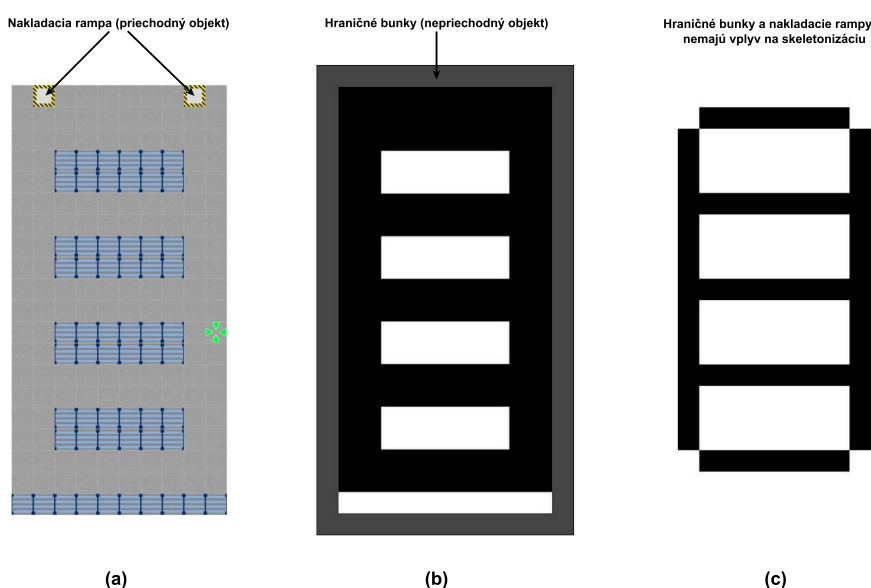 Nakladacia rampa (priechodný objekt)
Hraničné bunky (nepriechodný objekt)
Hraničné bunky a nakladacie rampy
nemajú vplyv na skeletonizáciu
(a)
(b)
(c)